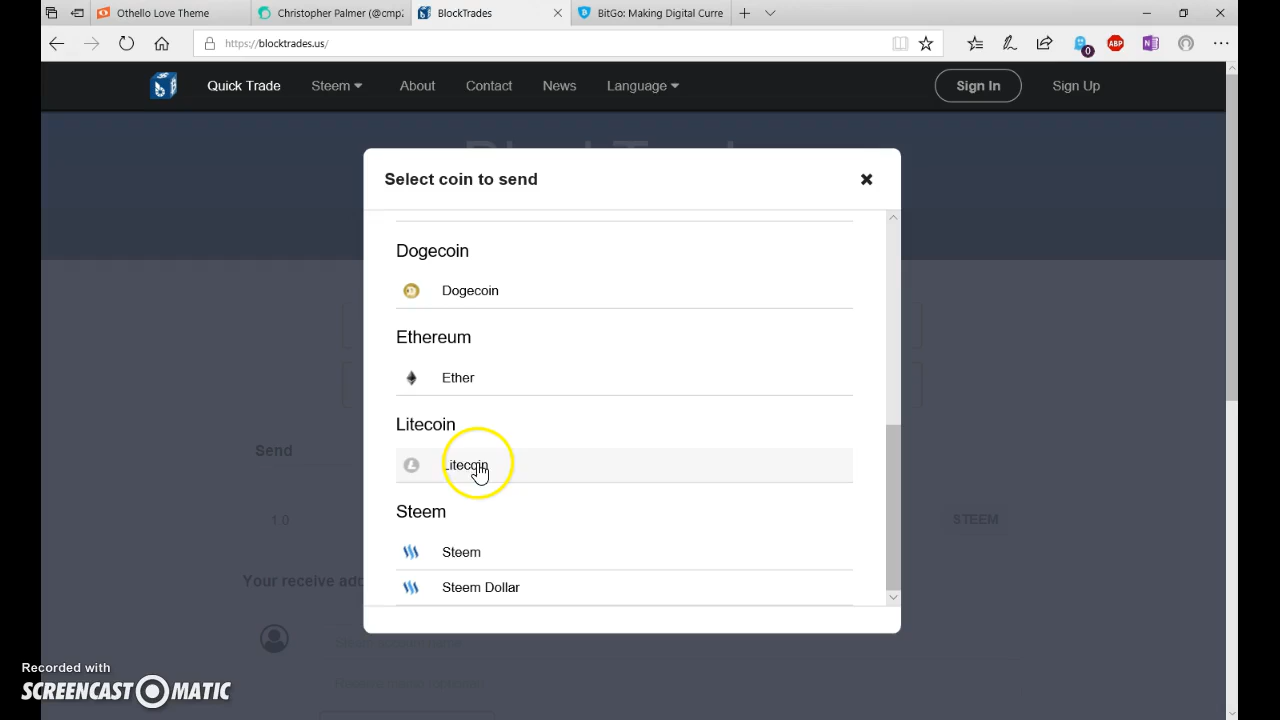 Othello Love Theme
Christopher Palmer (@cmp
BlockTrades
BitGo: Making Digital Curre
https://blocktrades.us/
0
ABP
Quick Trade
Steem
About
Contact
News
Language
Sign In
Sign Up
Select coin to send
Dogecoin
Dogecoin
Ethereum
Ether
Litecoin
Litecoin
Steem
Steem
Steem Dollar
Send
1.0
STEEM
Your receive add
Recorded with
SCREENCAST MATIC